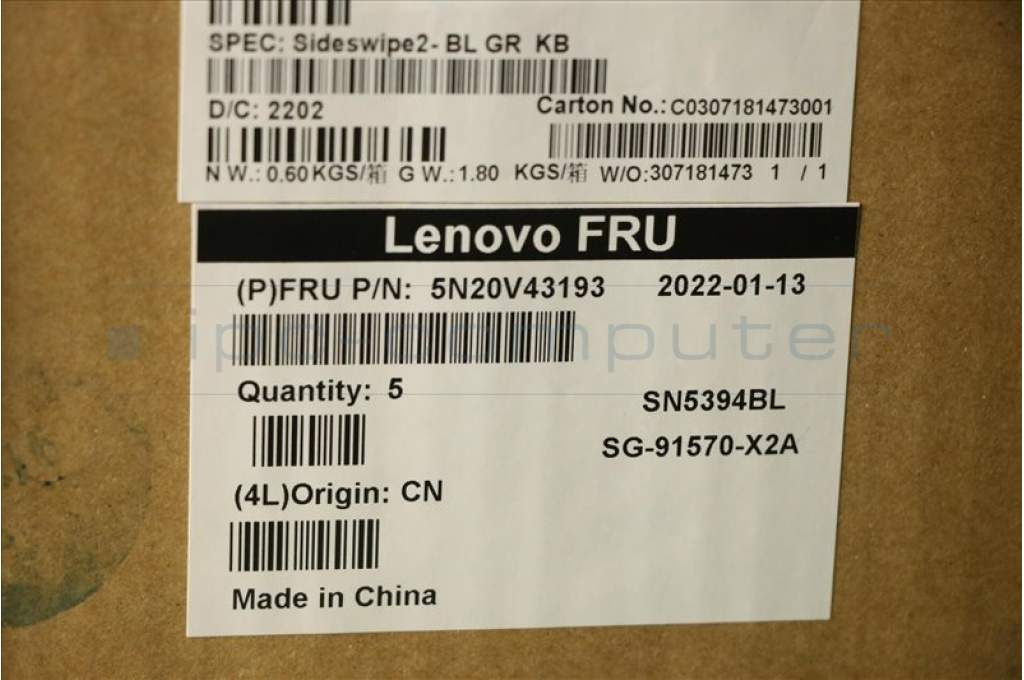 SPEC: Sideswipe2- BL GR KB
D/C: 2202
Carton No.: C0307181473001
N W.: 0.60 KGS/箱 G W.:1.80 KGS/箱 W/O:307181473 1 / 1
Lenovo FRU
(P)FRU P/N: 5N20V43193 2022-01-13
ipc-computer
Quantity: 5
SN5394BL
SG-91570-X2A
(4L)Origin: CN
Made in China